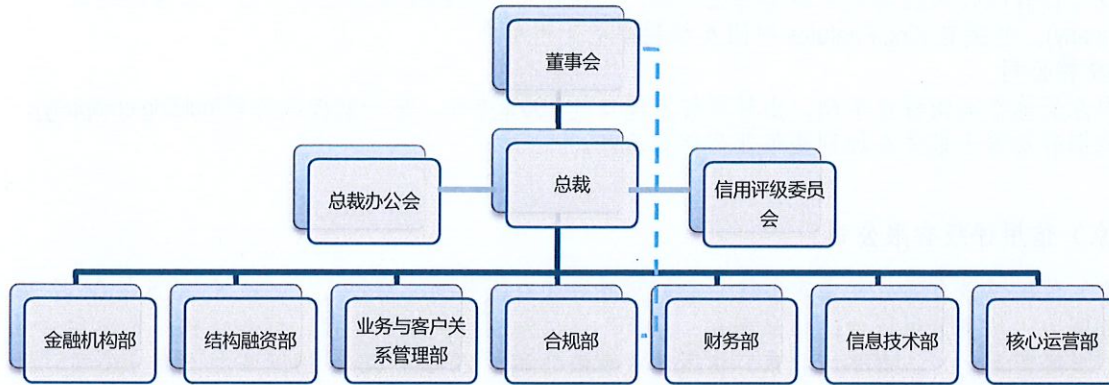 董事会
总裁办公会
总裁
信用评级委员
会
金融机构部
结构融资部
业务与客户关
系管理部
合规部
财务部
信息技术部
核心运营部